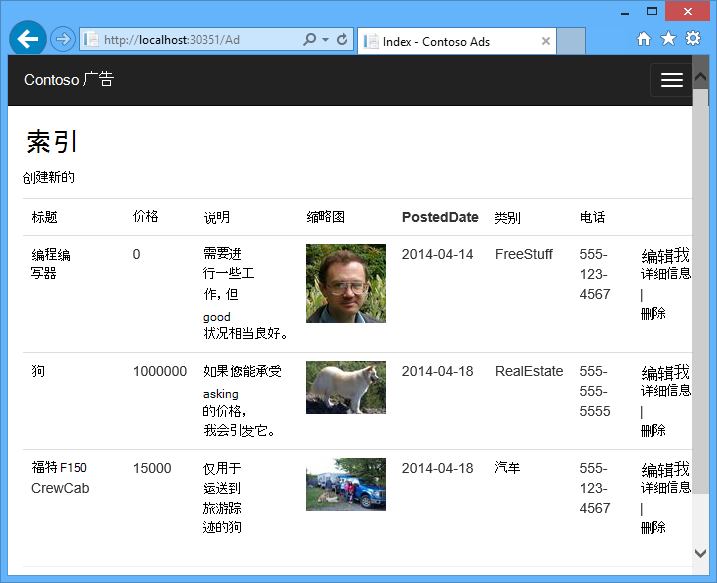 http://localhost:30351/Ad
Index - Contoso Ads
Contoso 广告
索引
创建新的
标题 价格 说明 缩略图 PostedDate 类别 电话
编程编
写器
0
需要进
行一些工
作，但
good
状况相当良好。
2014-04-14
FreeStuff
555-
123-
4567
编辑我
详细信息
|
删除
狗
1000000
如果您能承受
asking
的价格，
我会引发它。
2014-04-18
RealEstate
555-
555-
5555
编辑我
详细信息
|
删除
福特 F150
CrewCab
15000
仅用于
运送到
旅游踪
迹的狗
2014-04-18
汽车
555-
123-
4567
编辑我
详细信息
|
删除